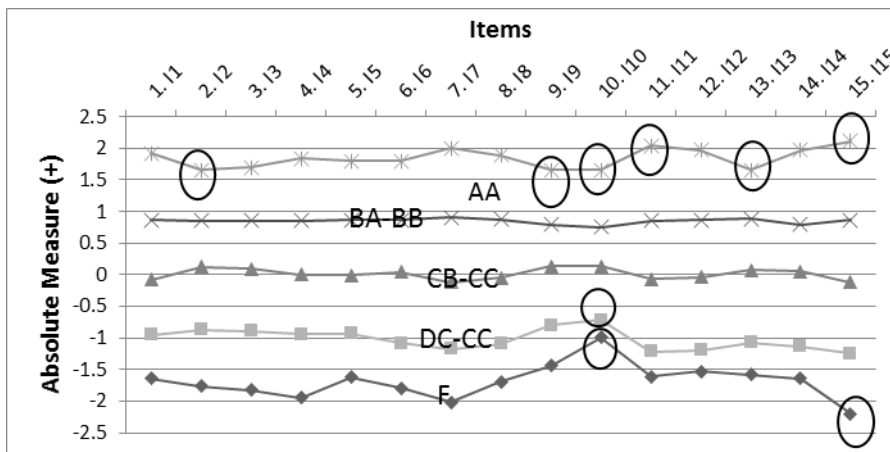 Items
1. I1 2. I2 3. I3 4. I4 5. I5 6. I6 7. I7 8. I8 9. I9 10. I10 11. I11 12. I12 13. I13 14. I14 15. I15
Absolute Measure (+)
2.5
2
1.5
AA
1
BA-BB
0.5
0
CB-CC
-0.5
-1
DC-CC
-1.5
F
-2
-2.5